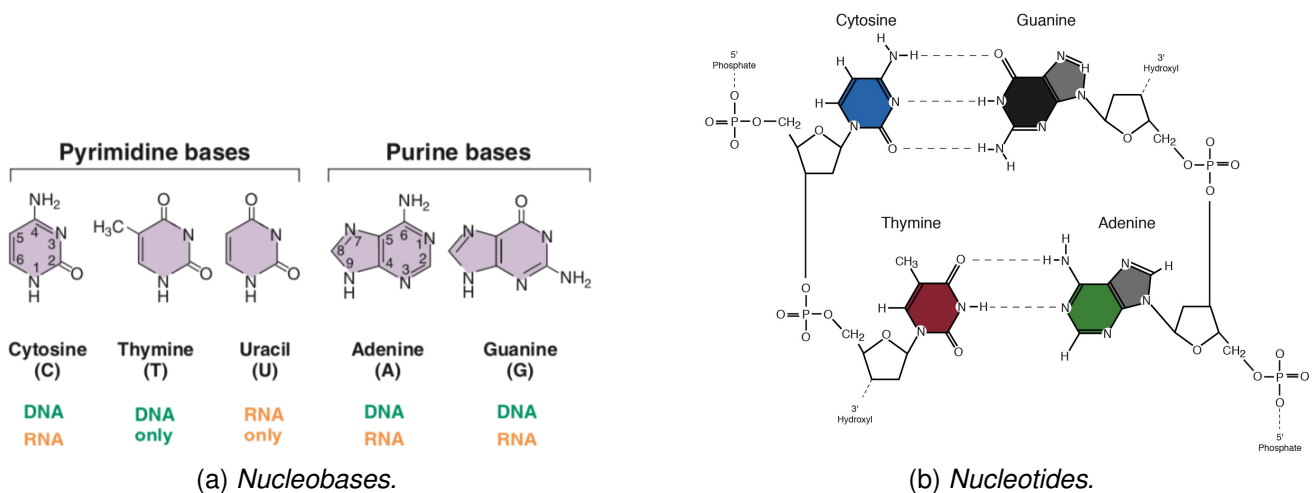 Pyrimidine bases
Purine bases
NH₂
4
5
3
N
6
2
1
N
H
O
O
H₃C
N
N
H
O
O
N
N
H
O
NH₂
N
7
5
6
N
1
8
9
4
3
2
N
H
N
O
N
N
N
H
N
NH₂
Cytosine
(C)
Thymine
(T)
Uracil
(U)
Adenine
(A)
Guanine
(G)
DNA
RNA
DNA
only
RNA
only
DNA
RNA
DNA
RNA
(a) Nucleobases.
Cytosine
Guanine
5'
Phosphate
O
O=P-O
O
CH₂
O
H
H
H
N-H
N
N
O
O
N
H
H-N
N
H-N
H
N
3'
Hydroxyl
O
CH₂
O
O-P=O
O
Thymine
Adenine
CH₃
O
H
N-H
N
O
H
H-N
N
H
N
N
H
N
N
O
O=P-O
O
CH₂
O
3'
Hydroxyl
O
CH₂
O-P=O
O
5'
Phosphate
(b) Nucleotides.